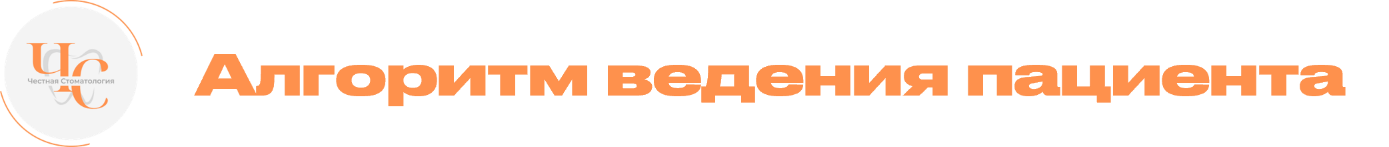 ЧС
Честная Стоматология
Алгоритм ведения пациента